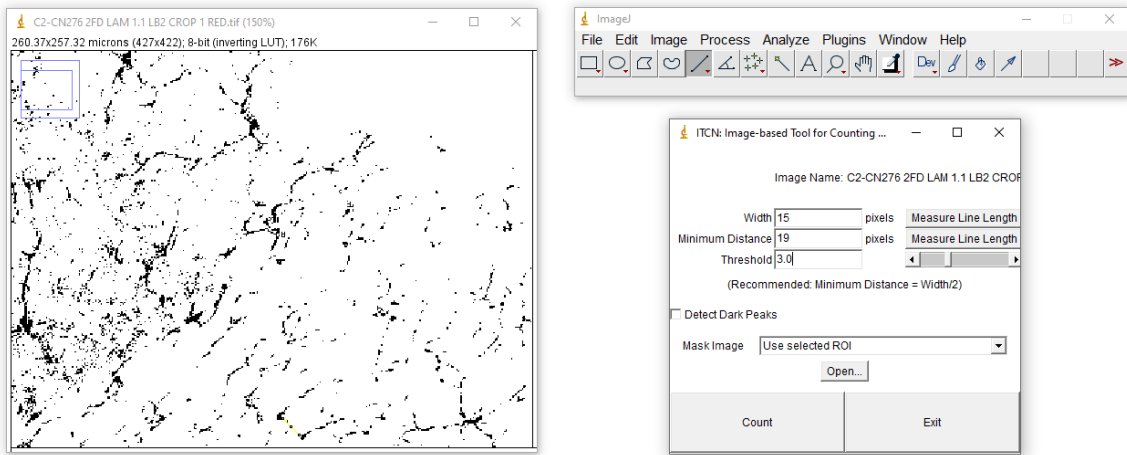 C2-CN276 2FD LAM 1.1 LB2 CROP 1 RED.tif (150%)
260.37x257.32 microns (427x422); 8-bit (inverting LUT); 176K
ImageJ
File Edit Image Process Analyze Plugins Window Help
A Dev
ITCN: Image-based Tool for Counting ...
Image Name: C2-CN276 2FD LAM 1.1 LB2 CROP
Width 15 pixels Measure Line Length
Minimum Distance 19 pixels Measure Line Length
Threshold 3.0
(Recommended: Minimum Distance = Width/2)
Detect Dark Peaks
Mask Image Use selected ROI
Open...
Count Exit